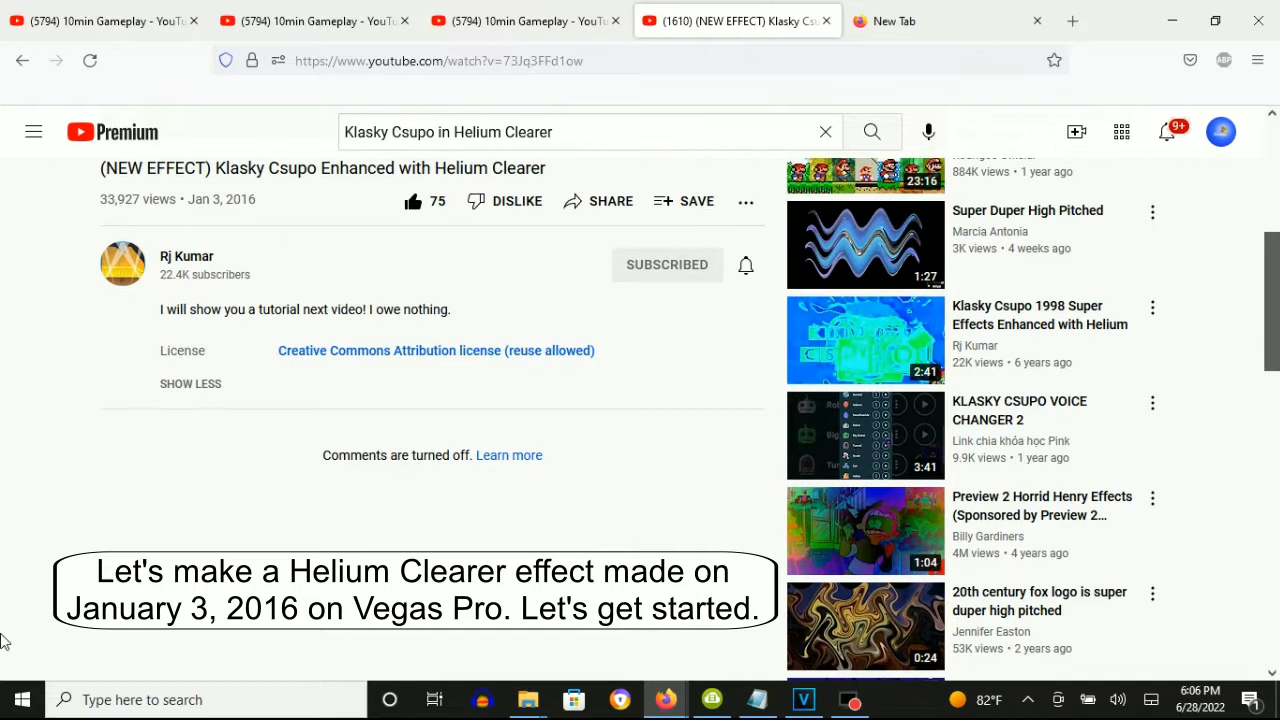 (5794) 10min Gameplay - YouTu
(5794) 10min Gameplay - YouTu
(5794) 10min Gameplay - YouTu
(1610) (NEW EFFECT) Klasky Csu
New Tab
https://www.youtube.com/watch?v=73Jq3FFd1ow
ABP
Premium
Klasky Csupo in Helium Clearer
9+
(NEW EFFECT) Klasky Csupo Enhanced with Helium Clearer
33,927 views • Jan 3, 2016
75
DISLIKE
SHARE
SAVE
Rj Kumar
22.4K subscribers
SUBSCRIBED
I will show you a tutorial next video! I owe nothing.
License
Creative Commons Attribution license (reuse allowed)
SHOW LESS
Comments are turned off. Learn more
Let's make a Helium Clearer effect made on
January 3, 2016 on Vegas Pro. Let's get started.
23:16
884K views • 1 year ago
1:27
Super Duper High Pitched
Marcia Antonia
3K views • 4 weeks ago
2:41
Klasky Csupo 1998 Super
Effects Enhanced with Helium
Rj Kumar
22K views • 6 years ago
3:41
KLASKY CSUPO VOICE
CHANGER 2
Link chia khóa học Pink
9.9K views • 1 year ago
1:04
Preview 2 Horrid Henry Effects
(Sponsored by Preview 2...
Billy Gardiners
4M views • 4 years ago
0:24
20th century fox logo is super
duper high pitched
Jennifer Easton
53K views • 2 years ago
Type here to search
V
82°F
6:06 PM
6/28/2022
1